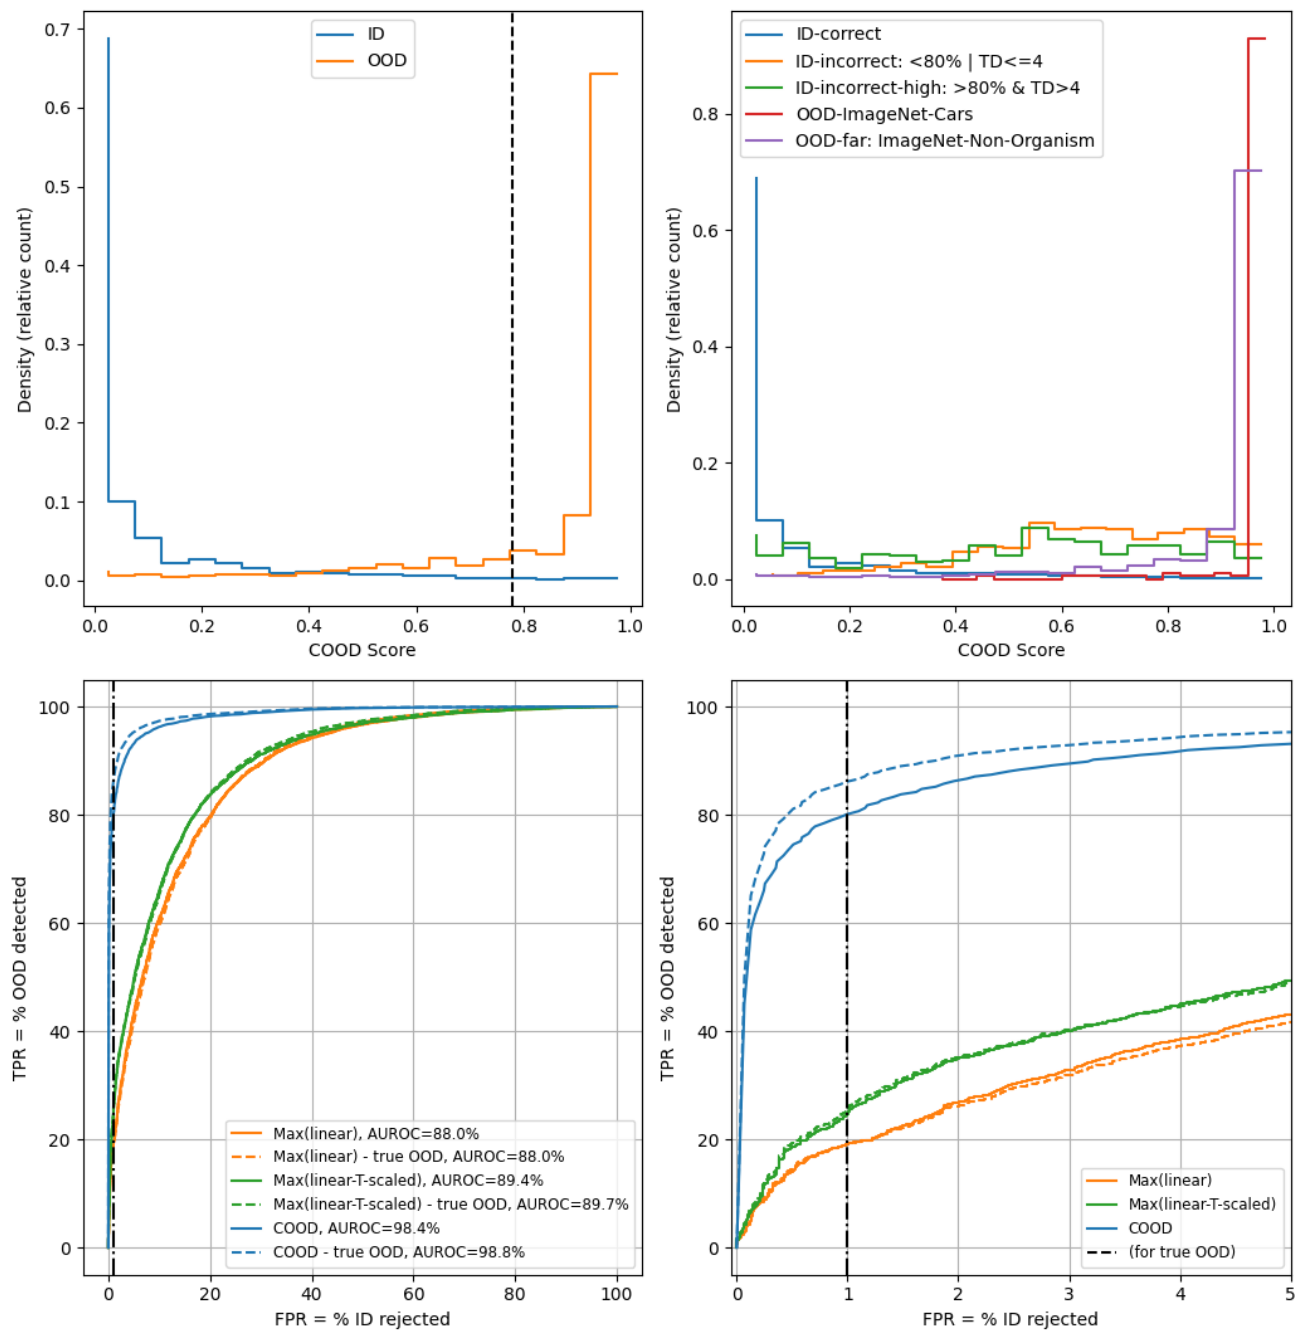 0.7
0.6
0.5
0.4
0.3
0.2
0.1
0.0
Density (relative count)
ID
OOD
0.0 0.2 0.4 0.6 0.8 1.0
COOD Score
0.8
0.6
0.4
0.2
0.0
Density (relative count)
ID-correct
ID-incorrect: <80% | TD<=4
ID-incorrect-high: >80% & TD>4
OOD-ImageNet-Cars
OOD-far: ImageNet-Non-Organism
0.0 0.2 0.4 0.6 0.8 1.0
COOD Score
100
80
60
40
20
0
TPR = % OOD detected
Max(linear), AUROC=88.0%
Max(linear) - true OOD, AUROC=88.0%
Max(linear-T-scaled), AUROC=89.4%
Max(linear-T-scaled) - true OOD, AUROC=89.7%
COOD, AUROC=98.4%
COOD - true OOD, AUROC=98.8%
0 20 40 60 80 100
FPR = % ID rejected
100
80
60
40
20
0
TPR = % OOD detected
Max(linear)
Max(linear-T-scaled)
COOD
(for true OOD)
0 1 2 3 4 5
FPR = % ID rejected